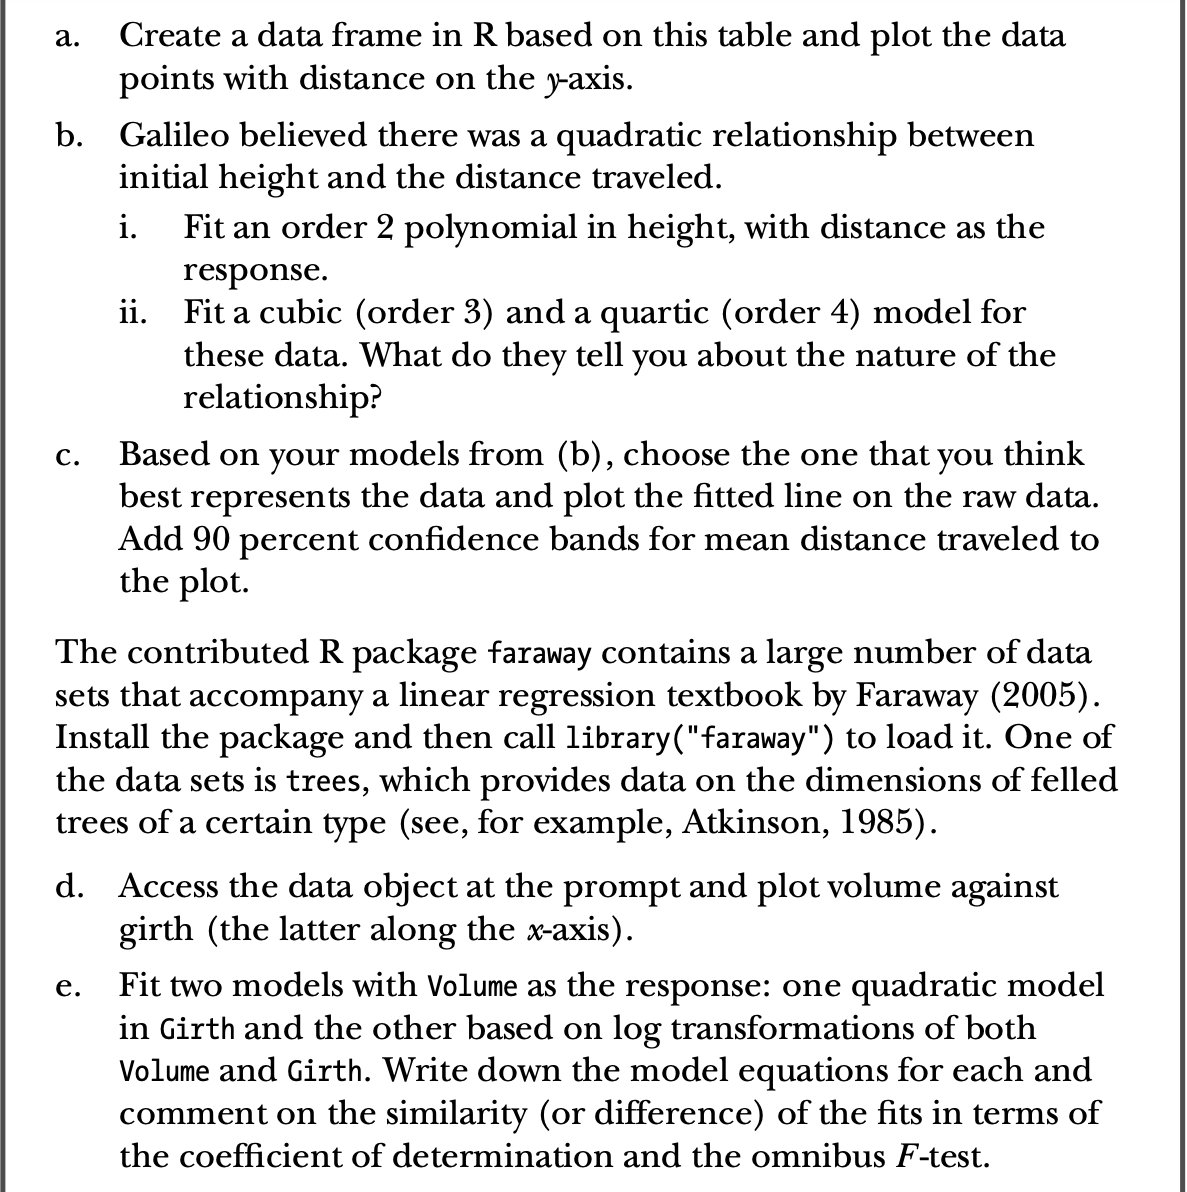 a. Create a data frame in R based on this table and plot the data
points with distance on the y-axis.
b. Galileo believed there was a quadratic relationship between
initial height and the distance traveled.
i. Fit an order 2 polynomial in height, with distance as the
response.
ii. Fit a cubic (order 3) and a quartic (order 4) model for
these data. What do they tell you about the nature of the
relationship?
c. Based on your models from (b), choose the one that you think
best represents the data and plot the fitted line on the raw data.
Add 90 percent confidence bands for mean distance traveled to
the plot.
The contributed R package faraway contains a large number of data
sets that accompany a linear regression textbook by Faraway (2005).
Install the package and then call library("faraway") to load it. One of
the data sets is trees, which provides data on the dimensions of felled
trees of a certain type (see, for example, Atkinson, 1985).
d. Access the data object at the prompt and plot volume against
girth (the latter along the x-axis).
e. Fit two models with Volume as the response: one quadratic model
in Girth and the other based on log transformations of both
Volume and Girth. Write down the model equations for each and
comment on the similarity (or difference) of the fits in terms of
the coefficient of determination and the omnibus F-test.